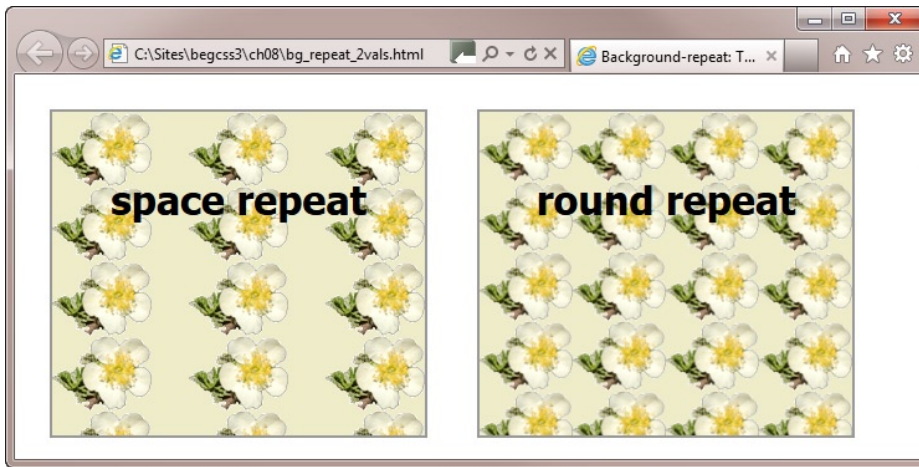 C:\Sites\begcss3\ch08\bg_repeat_2vals.html
Background-repeat: T...
space repeat
round repeat